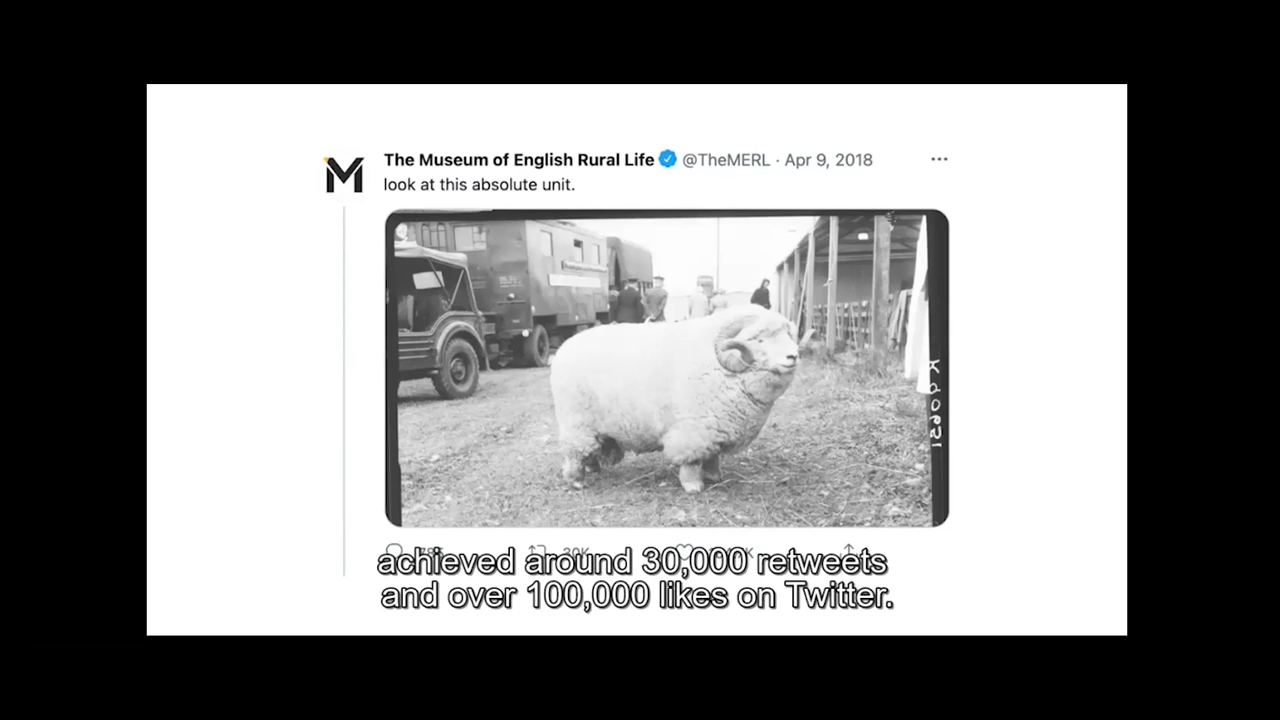 The Museum of English Rural Life @TheMERL · Apr 9, 2018
look at this absolute unit.
30K
achieved around 30,000 retweets
and over 100,000 likes on Twitter.